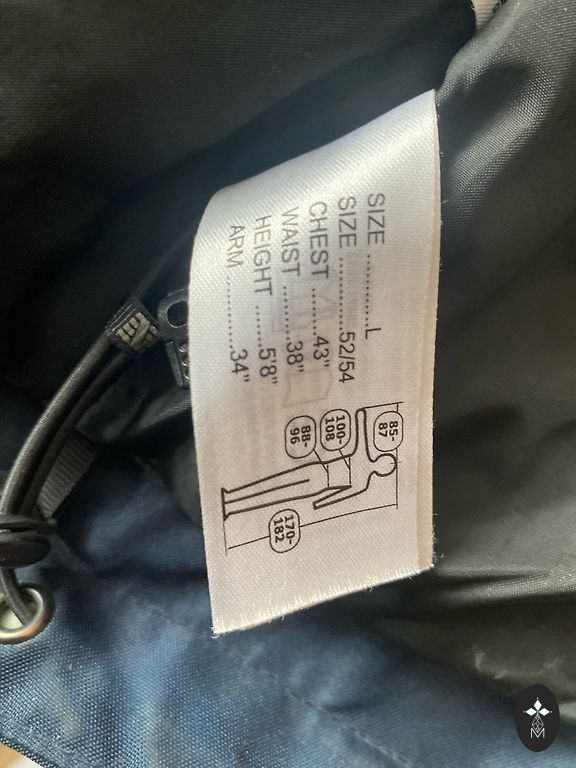 SIZE ............L
SIZE ............52/54
CHEST ........43"
WAIST .........38"
HEIGHT ......5'8"
ARM ............34"
85-
87
100-
108
88-
96
170-
182
M